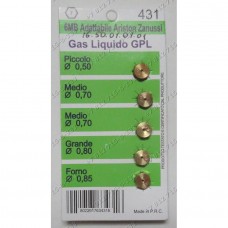 431
6MB Adattabile Ariston Zanussi
Gas Liquido GPL
Piccolo
Ø 0,50
Medio
Ø 0,70
Medio
Ø 0,70
Grande
Ø 0,80
Forno
Ø 0,85
Made in P.R.C.